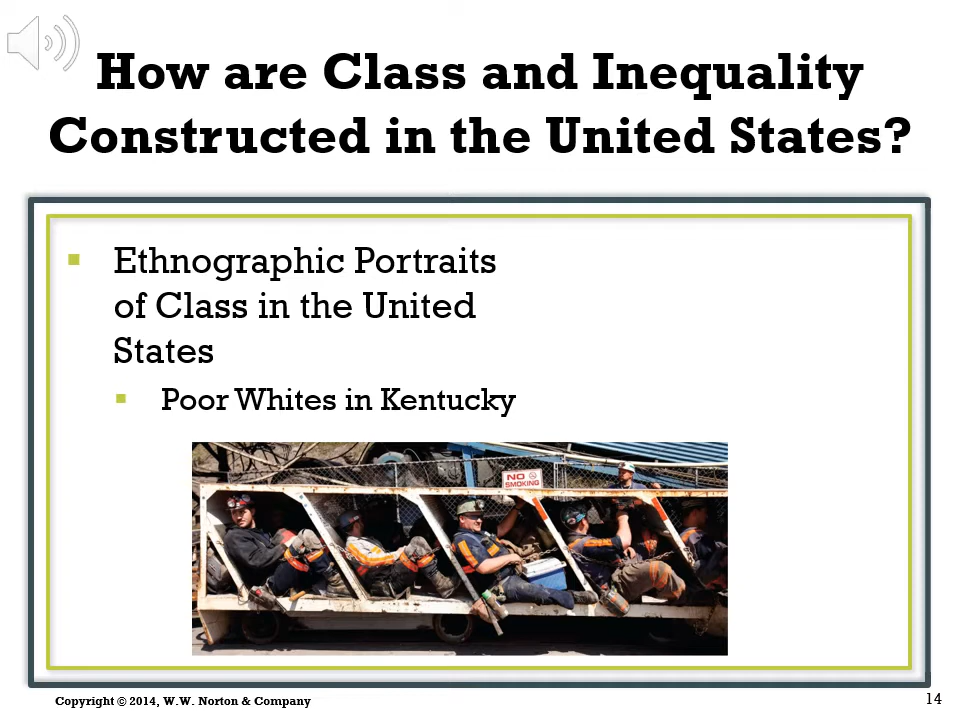 How are Class and Inequality
Constructed in the United States?
Ethnographic Portraits
of Class in the United
States
Poor Whites in Kentucky
NO
SMOKING
Copyright © 2014, W.W. Norton & Company
14